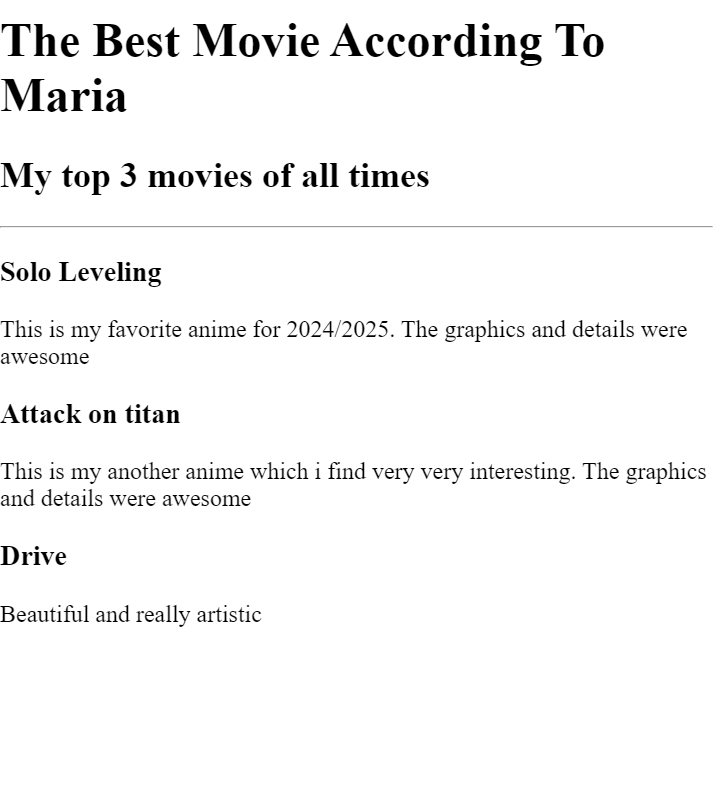 The Best Movie According To
Maria
My top 3 movies of all times
Solo Leveling
This is my favorite anime for 2024/2025. The graphics and details were
awesome
Attack on titan
This is my another anime which i find very very interesting. The graphics
and details were awesome
Drive
Beautiful and really artistic